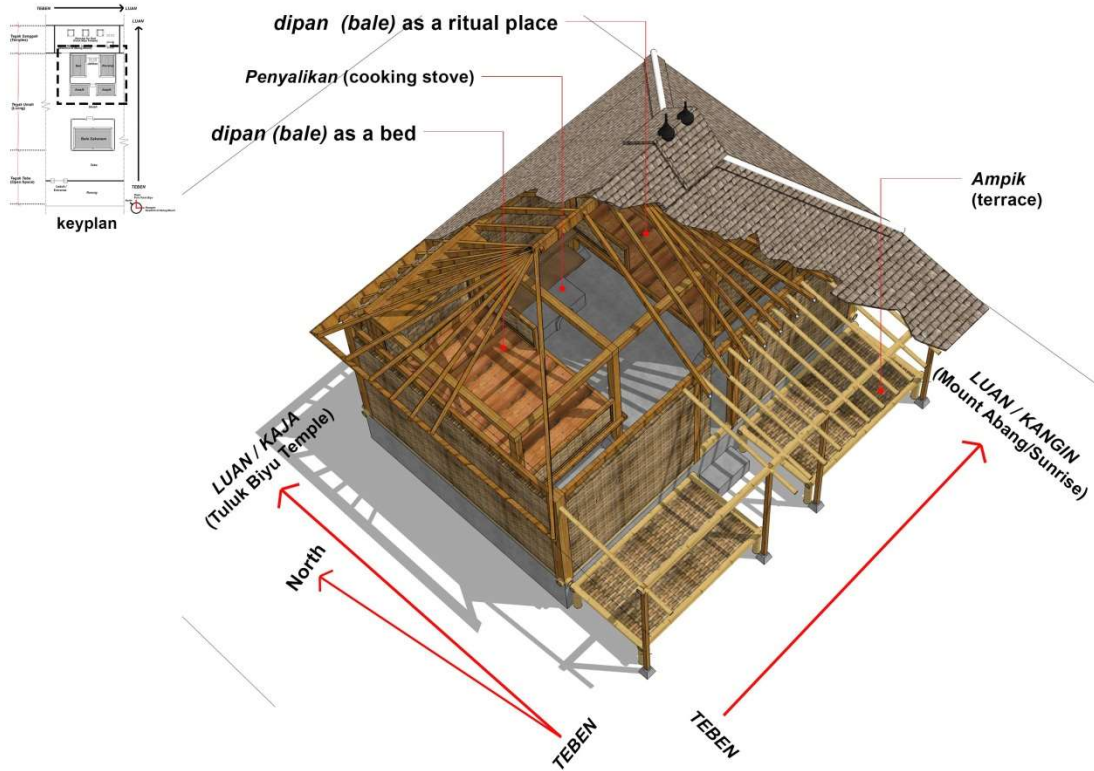 TEBEN
LUAN
LUAN
TEBEN
keyplan
dipan (bale) as a ritual place
Penyalikan (cooking stove)
dipan (bale) as a bed
Ampik
(terrace)
LUAN / KAJA
(Tuluk Biyu Temple)
North
TEBEN
LUAN / KANGIN
(Mount Abang/Sunrise)
TEBEN